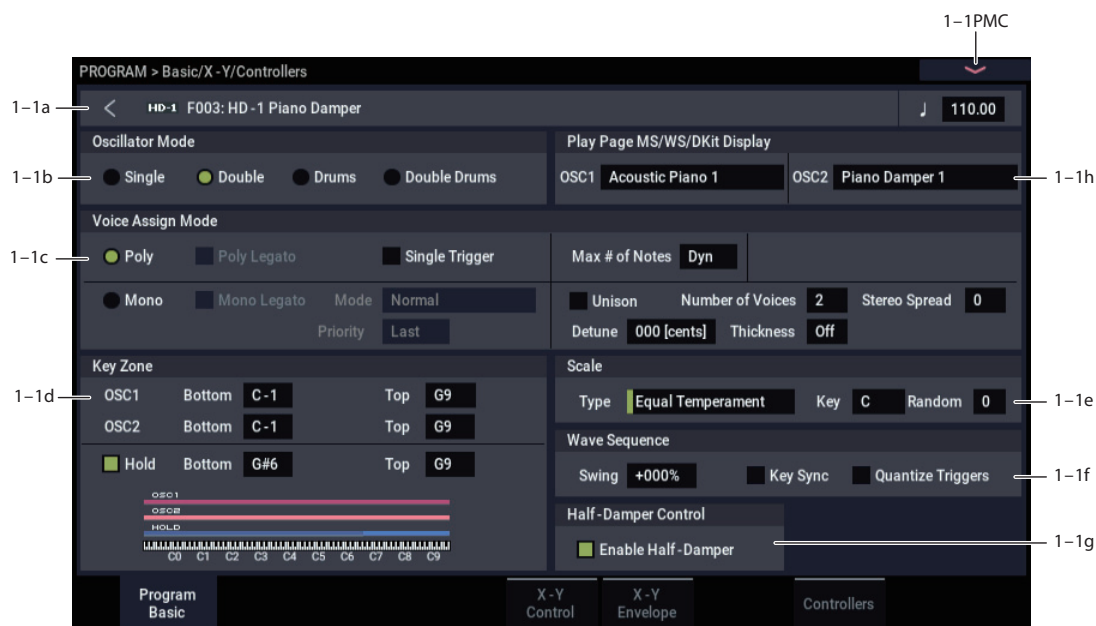 1–1PMC
PROGRAM > Basic/X -Y/Controllers
1–1a
HD-1 F003: HD -1 Piano Damper
♩ 110.00
Oscillator Mode
Play Page MS/WS/DKit Display
1–1b
Single Double Drums Double Drums
OSC1 Acoustic Piano 1 OSC2 Piano Damper 1
1–1h
Voice Assign Mode
1–1c
Poly Poly Legato Single Trigger
Max # of Notes Dyn
Mono Mono Legato Mode Normal
Unison Number of Voices 2 Stereo Spread 0
Priority Last
Detune 000 [cents] Thickness Off
Key Zone
Scale
1–1d
OSC1 Bottom C -1 Top G9
Type Equal Temperament Key C Random 0
1–1e
OSC2 Bottom C -1 Top G9
Wave Sequence
Hold Bottom G#6 Top G9
Swing +000% Key Sync Quantize Triggers
1–1f
OSC1
OSC2
HOLD
C0 C1 C2 C3 C4 C5 C6 C7 C8 C9
Half -Damper Control
Enable Half -Damper
1–1g
Program
Basic
X -Y
Control
X -Y
Envelope
Controllers